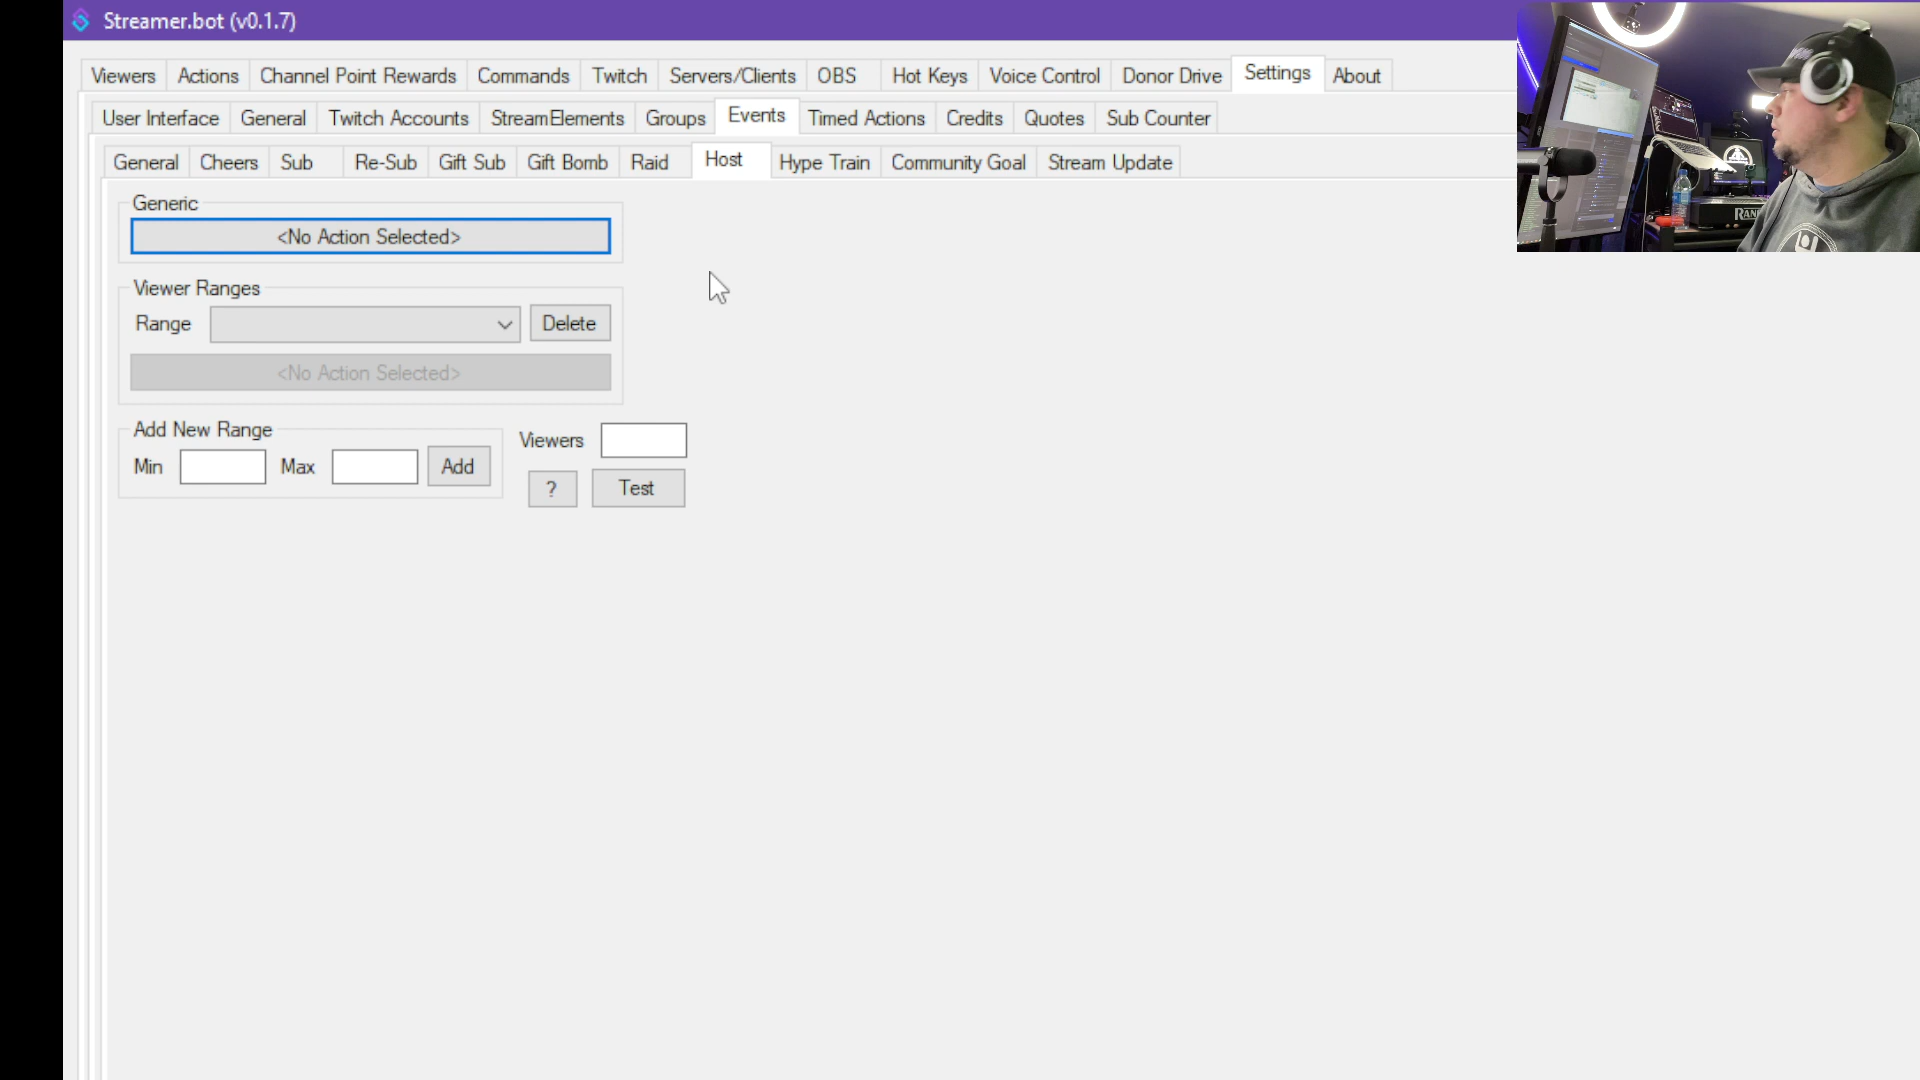 Streamer.bot (v0.1.7)
Viewers Actions Channel Point Rewards Commands Twitch Servers/Clients OBS Hot Keys Voice Control Donor Drive Settings About
User Interface General Twitch Accounts StreamElements Groups Events Timed Actions Credits Quotes Sub Counter
General Cheers Sub Re-Sub Gift Sub Gift Bomb Raid Host Hype Train Community Goal Stream Update
Generic
<No Action Selected>
Viewer Ranges
Range Delete
<No Action Selected>
Add New Range
Min Max Add
Viewers
? Test